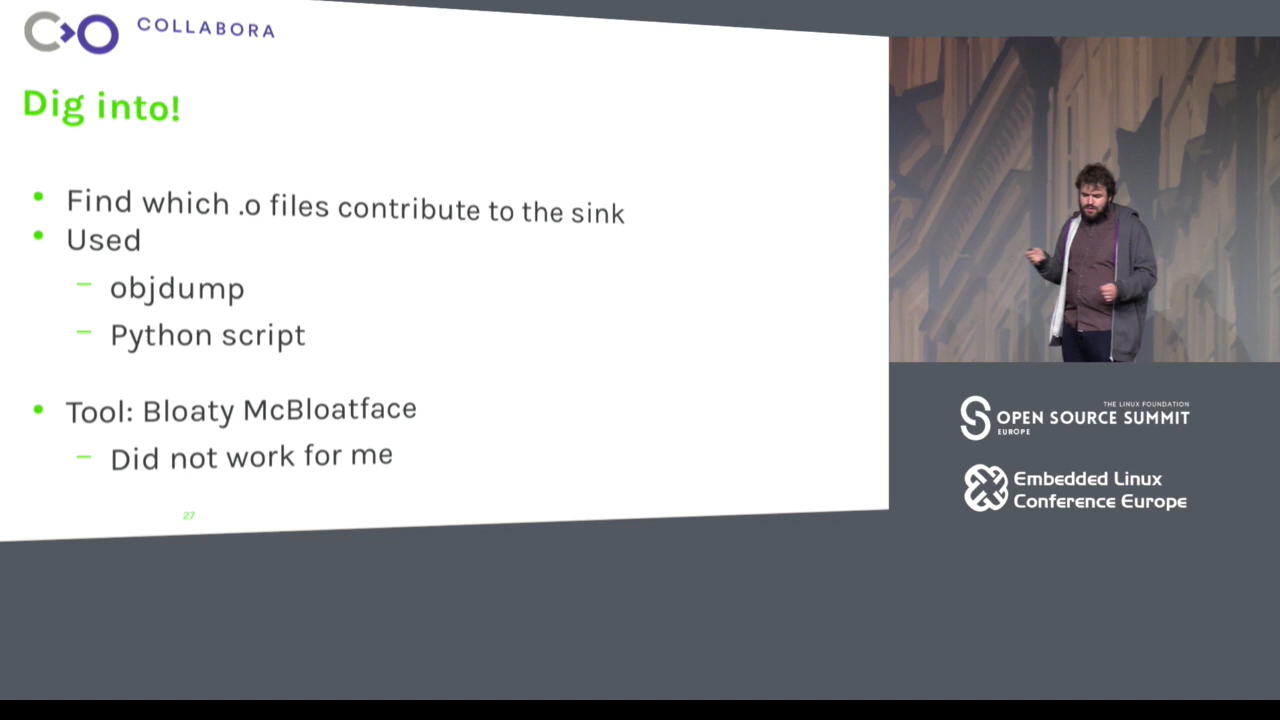 COLLABORA
Dig into!
• Find which .o files contribute to the sink
• Used
– objdump
– Python script
• Tool: Bloaty McBloatface
– Did not work for me
27
THE LINUX FOUNDATION
OPEN SOURCE SUMMIT
EUROPE
Embedded Linux
Conference Europe